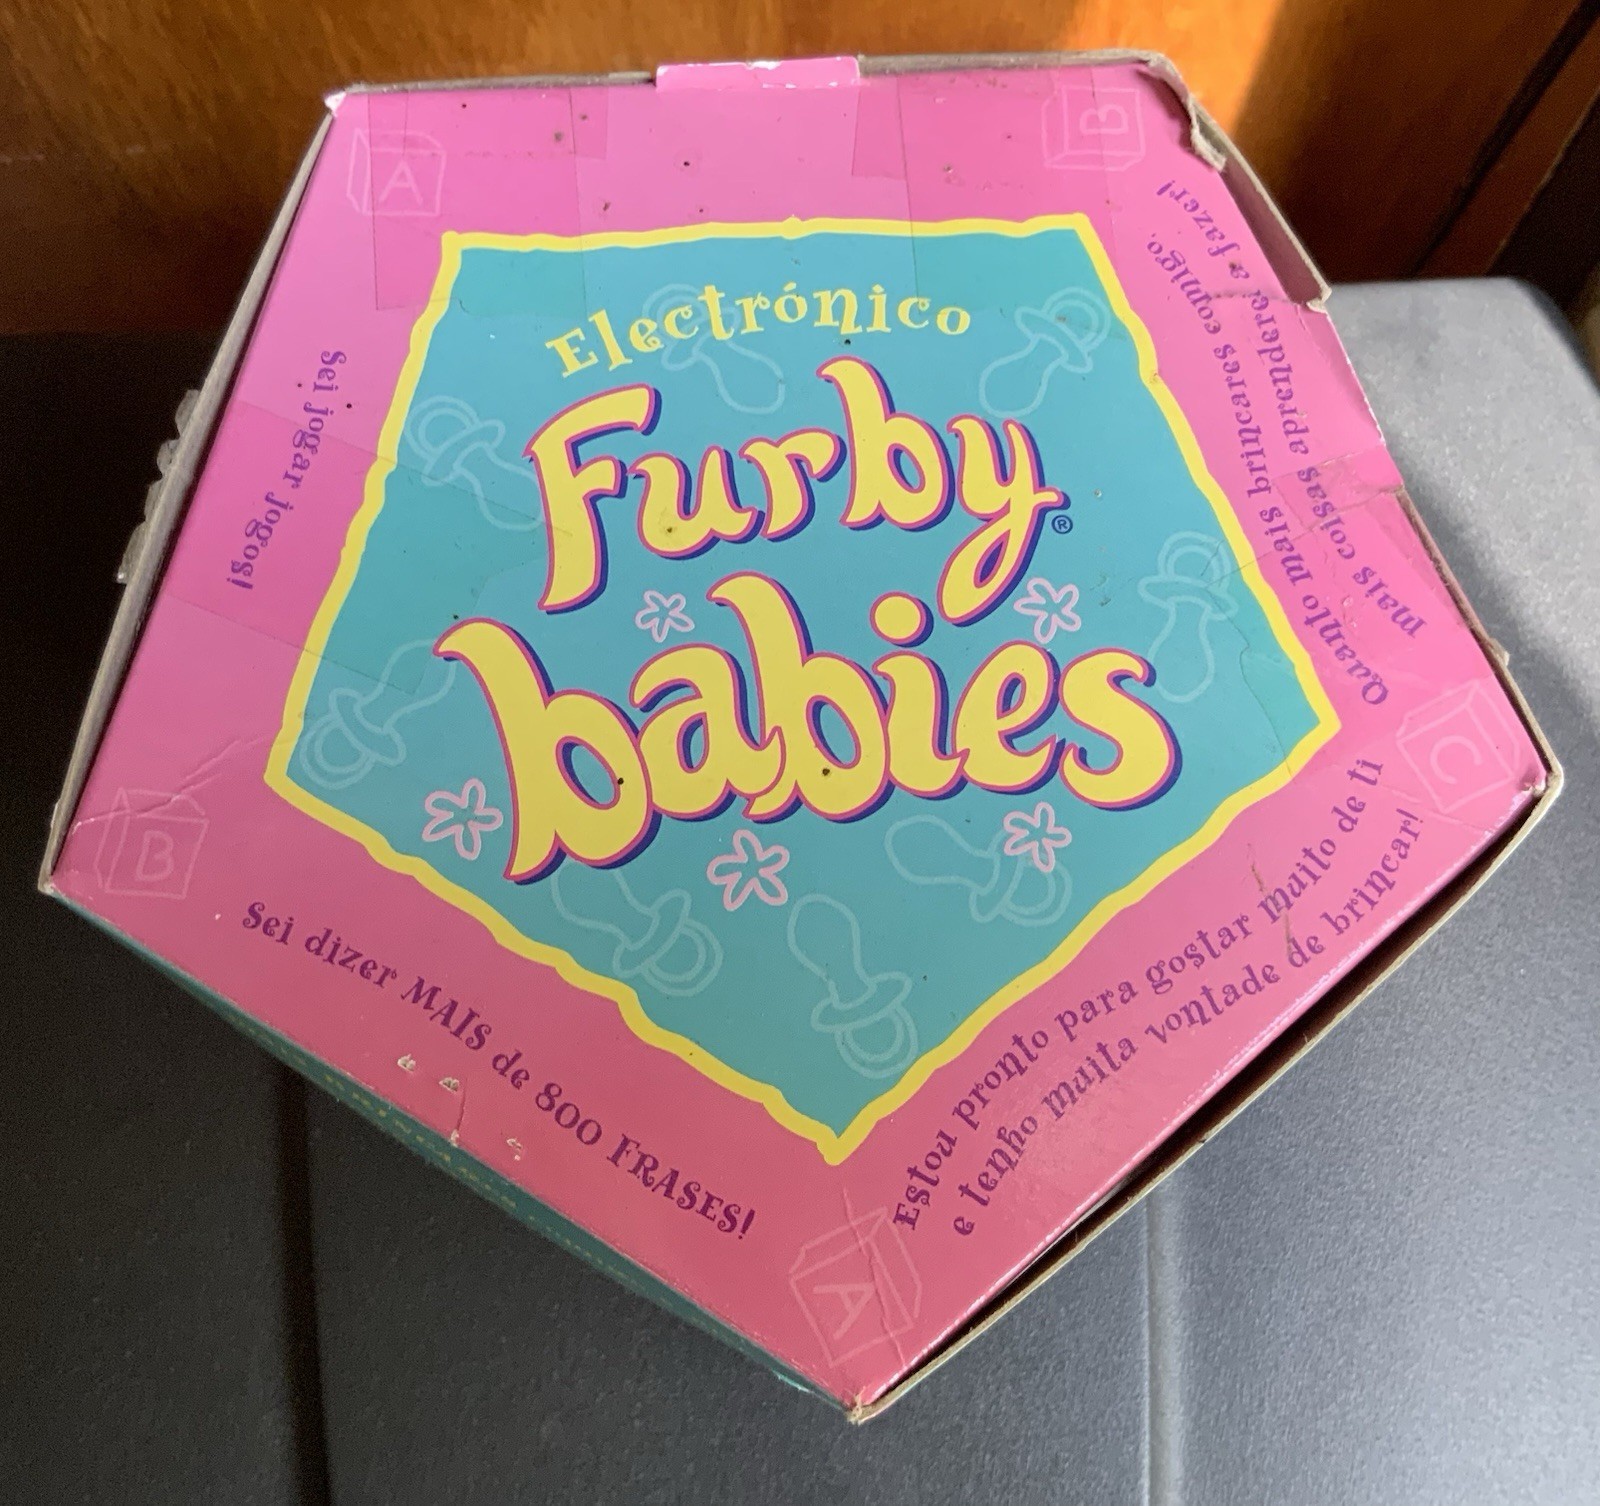 Electrónico
Furby®
babies
Sei jogar jogos!
Sei dizer MAIS de 800 FRASES!
Estou pronto para gostar muito de ti
e tenho muita vontade de brincar!
Quanto mais brincares comigo,
mais coisas aprenderei a fazer!
A
B
B
C
A